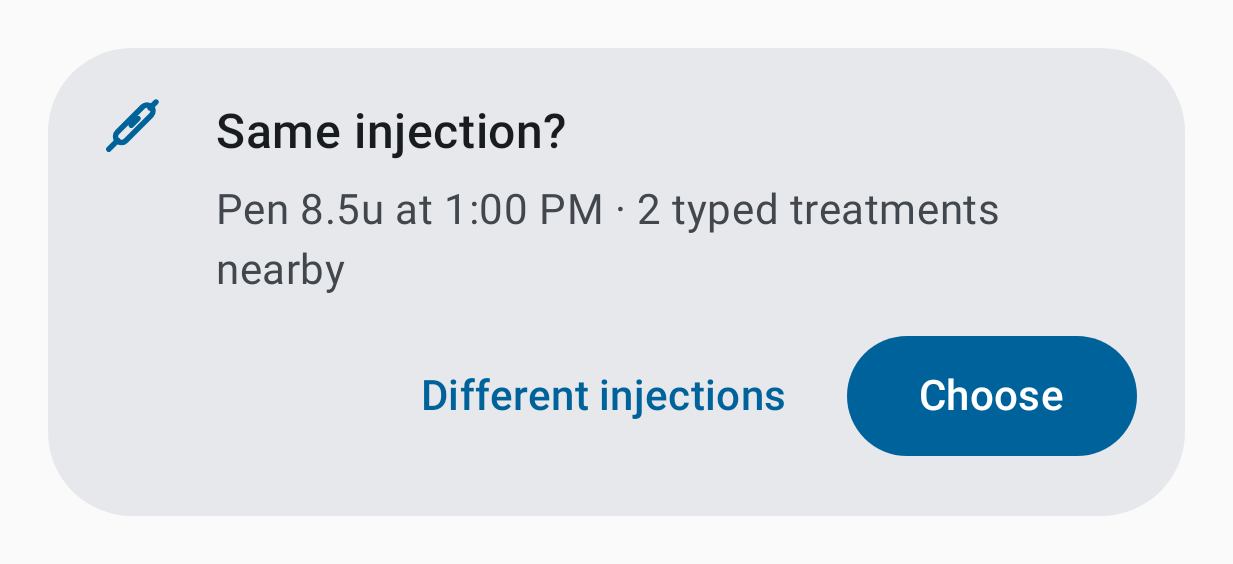 Same injection?
Pen 8.5u at 1:00 PM · 2 typed treatments
nearby
Different injections
Choose